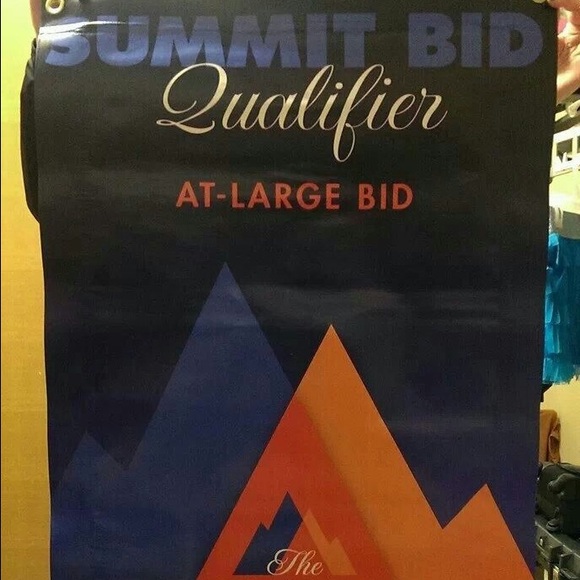 SUMMIT BID
Qualifier
AT-LARGE BID
The